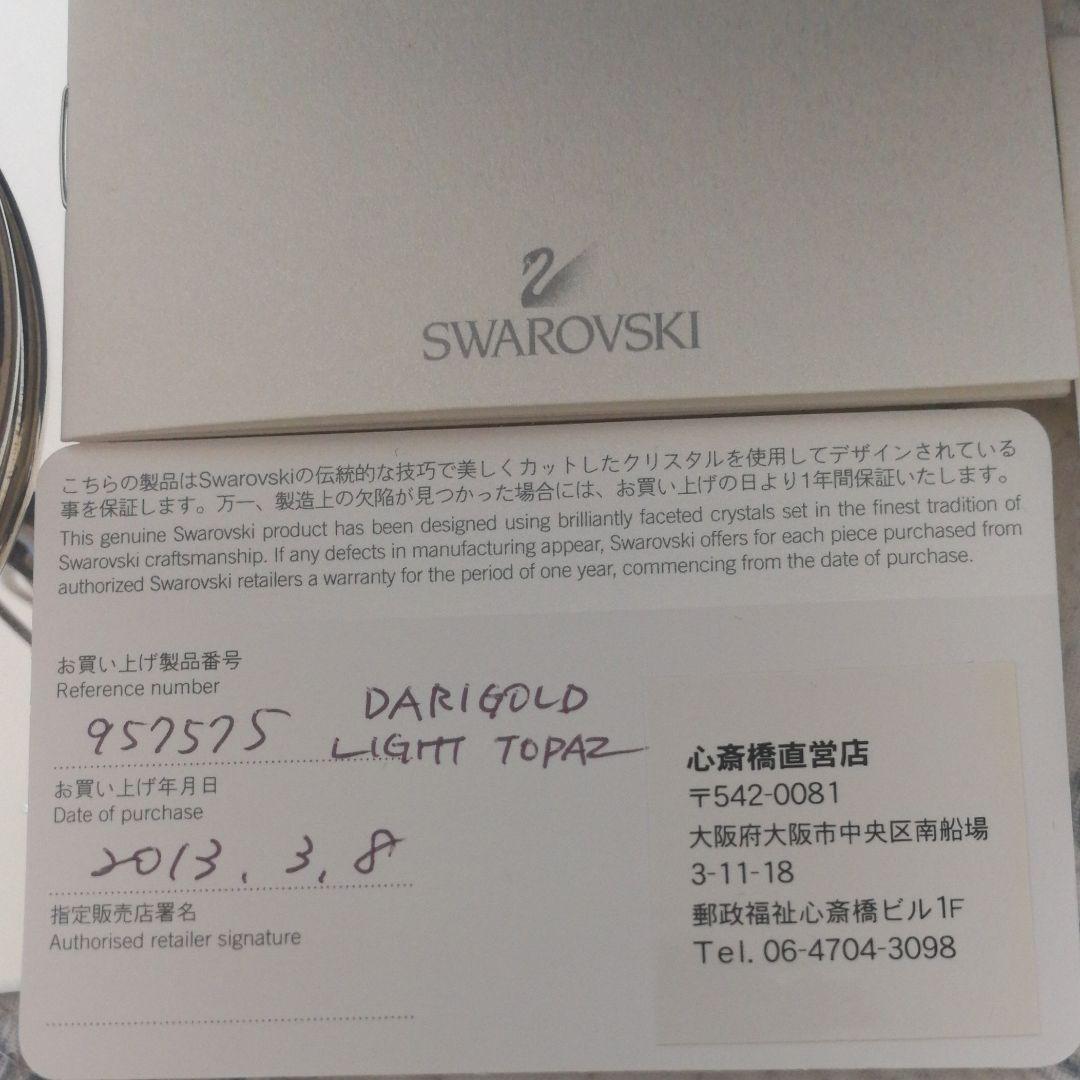 SWAROVSKI
こちらの製品はSwarovskiの伝統的な技巧で美しくカットしたクリスタルを使用してデザインされている
事を保証します。万一、製造上の欠陥が見つかった場合には、お買い上げの日より1年間保証いたします。
This genuine Swarovski product has been designed using brilliantly faceted crystals set in the finest tradition of
Swarovski craftsmanship. If any defects in manufacturing appear, Swarovski offers for each piece purchased from
authorized Swarovski retailers a warranty for the period of one year, commencing from the date of purchase.
お買い上げ製品番号
Reference number
957575 DARIGOLD
LIGHT TOPAZ
お買い上げ年月日
Date of purchase
2013.3.8
指定販売店署名
Authorised retailer signature
心斎橋直営店
〒542-0081
大阪府大阪市中央区南船場
3-11-18
郵政福祉心斎橋ビル1F
Tel. 06-4704-3098